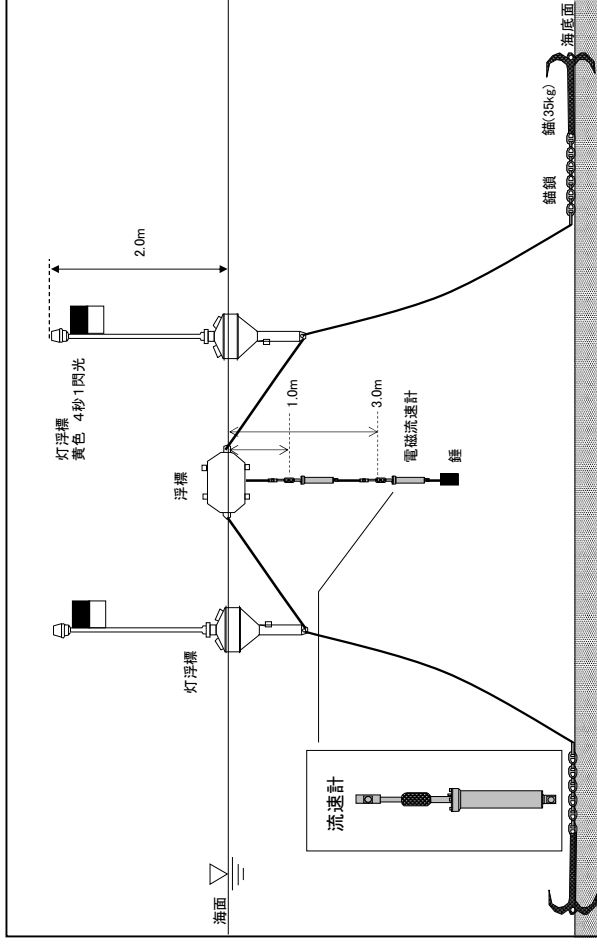 灯浮標
黄色 4秒1閃光
2.0m
浮標
灯浮標
1.0m
3.0m
電磁流速計
錘
流速計
海面
錨鎖
錨(35kg)
海底面